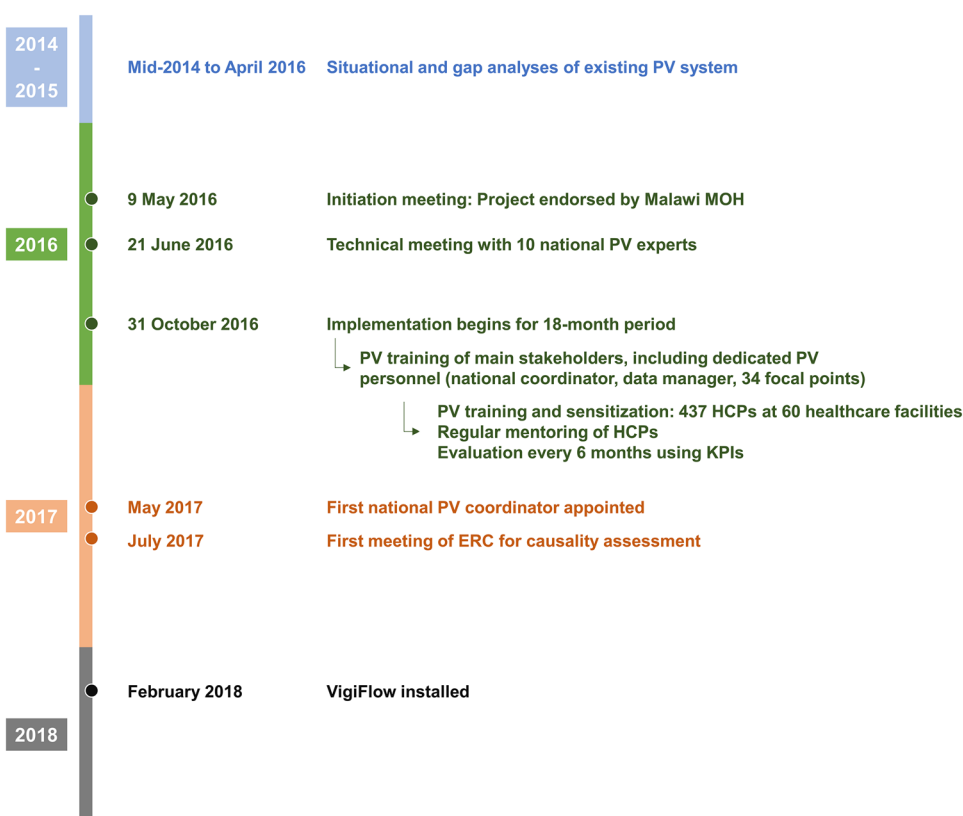 2014
-
2015
Mid-2014 to April 2016 Situational and gap analyses of existing PV system
9 May 2016 Initiation meeting: Project endorsed by Malawi MOH
2016
21 June 2016 Technical meeting with 10 national PV experts
31 October 2016 Implementation begins for 18-month period
PV training of main stakeholders, including dedicated PV
personnel (national coordinator, data manager, 34 focal points)
PV training and sensitization: 437 HCPs at 60 healthcare facilities
Regular mentoring of HCPs
Evaluation every 6 months using KPIs
2017
May 2017 First national PV coordinator appointed
July 2017 First meeting of ERC for causality assessment
February 2018 VigiFlow installed
2018